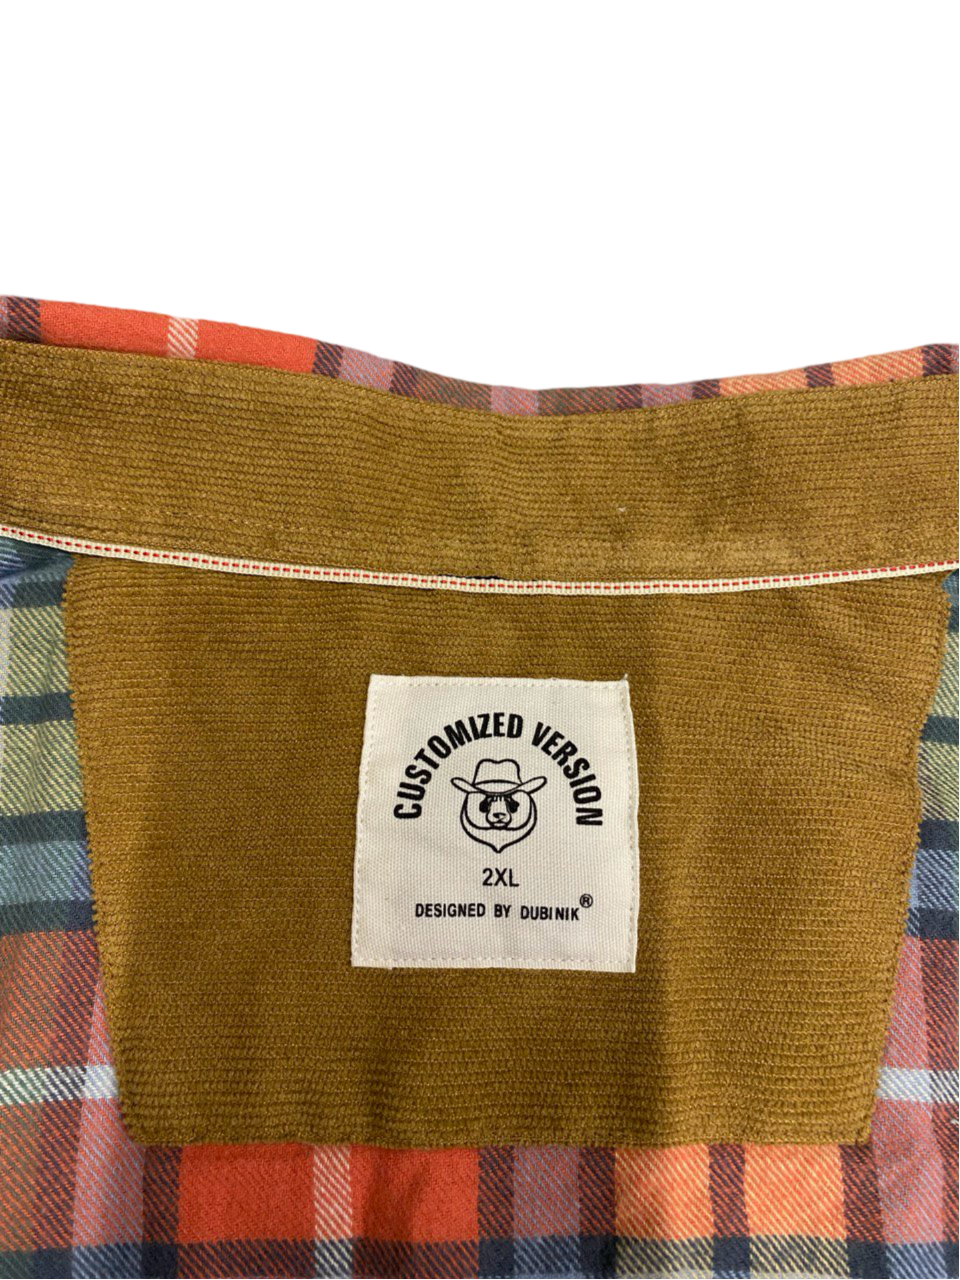 CUSTOMIZED VERSION
2XL
DESIGNED BY DUBINIK®